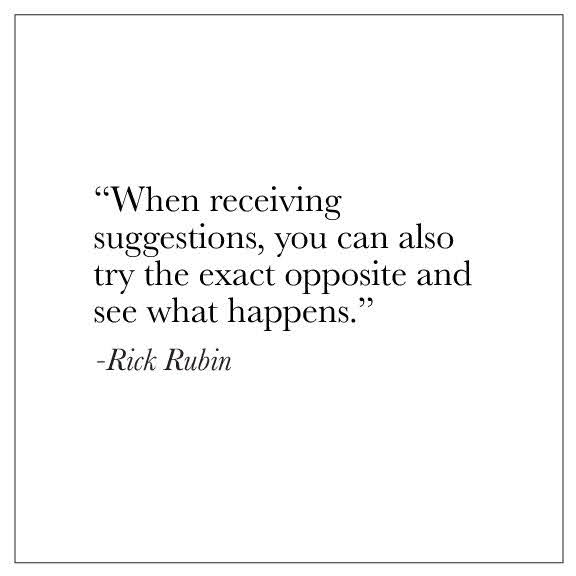 “When receiving
suggestions, you can also
try the exact opposite and
see what happens.”
-Rick Rubin